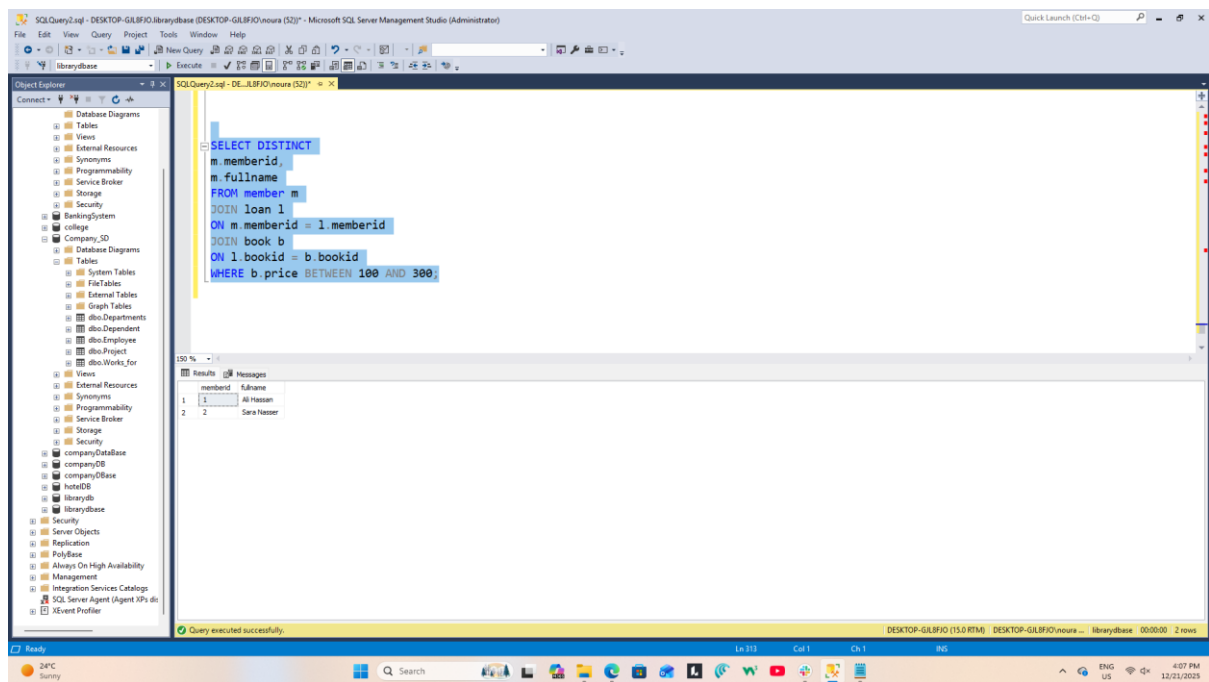 SQLQuery2.sql - DESKTOP-GJL8FJO.librarydbase (DESKTOP-GJL8FJO\noura (52))* - Microsoft SQL Server Management Studio (Administrator)
Quick Launch (Ctrl+Q)
File Edit View Query Project Tools Window Help
New Query
librarydbase
Execute
Object Explorer
SQLQuery2.sql - DE...JL8FJO\noura (52))*
Connect
Database Diagrams
Tables
Views
External Resources
Synonyms
Programmability
Service Broker
Storage
Security
BankingSystem
college
Company_SD
Database Diagrams
Tables
System Tables
FileTables
External Tables
Graph Tables
dbo.Departments
dbo.Dependent
dbo.Employee
dbo.Project
dbo.Works_for
Views
External Resources
Synonyms
Programmability
Service Broker
Storage
Security
companyDataBase
companyDB
companyDBase
hotelDB
librarydb
librarydbase
Security
Server Objects
Replication
PolyBase
Always On High Availability
Management
Integration Services Catalogs
SQL Server Agent (Agent XPs dis
XEvent Profiler
SELECT DISTINCT
m.memberid,
m.fullname
FROM member m
JOIN loan l
ON m.memberid = l.memberid
JOIN book b
ON l.bookid = b.bookid
WHERE b.price BETWEEN 100 AND 300;
150 %
Results Messages
memberid fullname
1 1 Ali Hassan
2 2 Sara Nasser
Query executed successfully.
DESKTOP-GJL8FJO (15.0 RTM) DESKTOP-GJL8FJO\noura ... librarydbase 00:00:00 2 rows
Ready
Ln 313 Col 1 Ch 1 INS
24°C
Sunny
Search
ENG
US
4:07 PM
12/21/2025